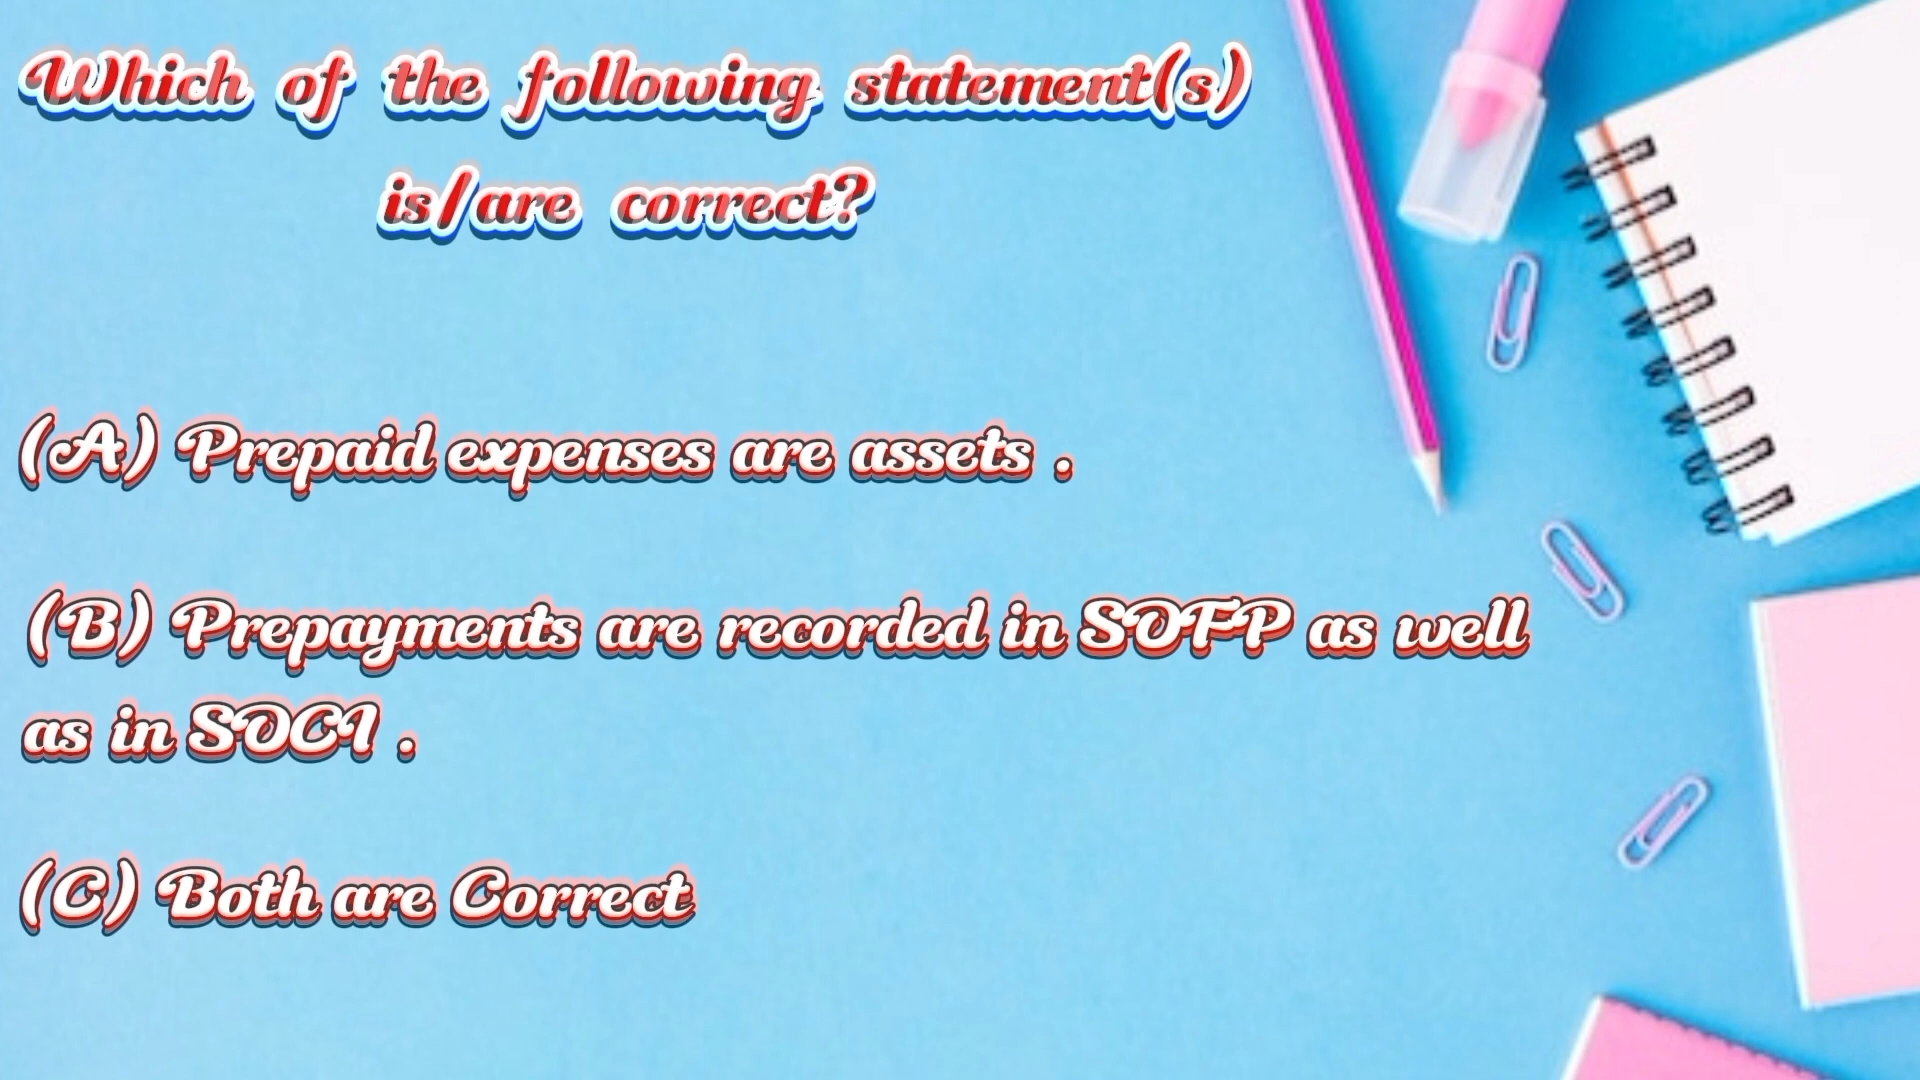 Which of the following statement(s)
is/are correct?
(A) Prepaid expenses are assets .
(B) Prepayments are recorded in SOFP as well
as in SOCI .
(C) Both are Correct